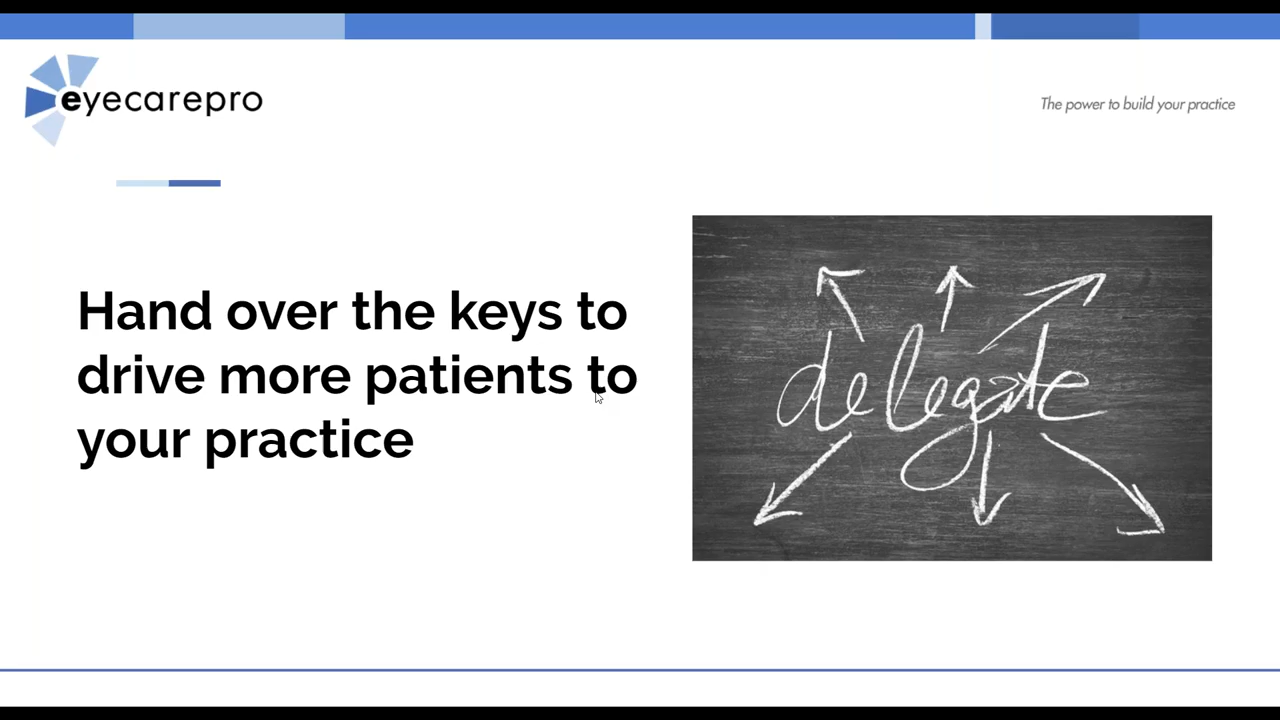 eyecarepro
The power to build your practice
Hand over the keys to
drive more patients to
your practice
delegate